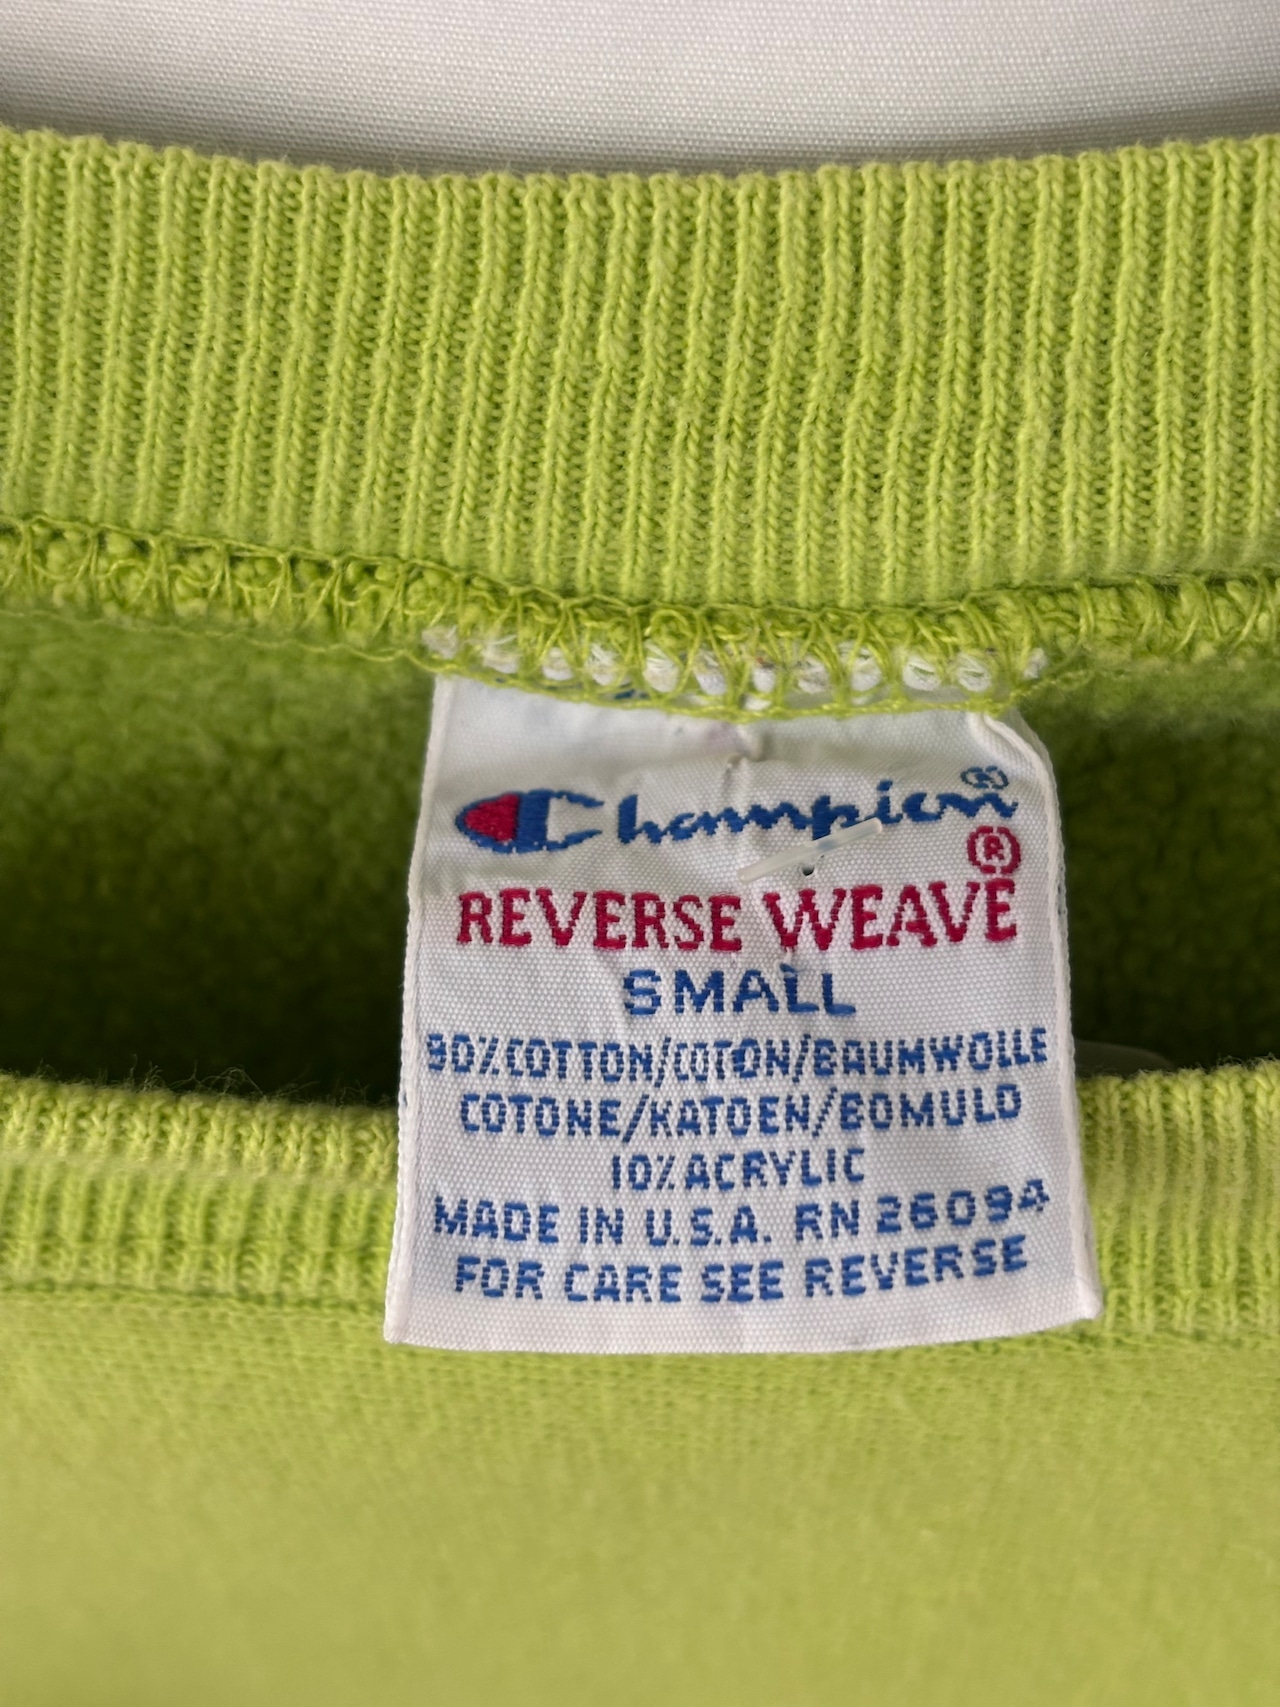 Champion®
REVERSE WEAVE®
SMALL
90% COTTON/COTON/BAUMWOLLE
COTONE/KATOEN/BOMULD
10% ACRYLIC
MADE IN U.S.A. RN 26094
FOR CARE SEE REVERSE